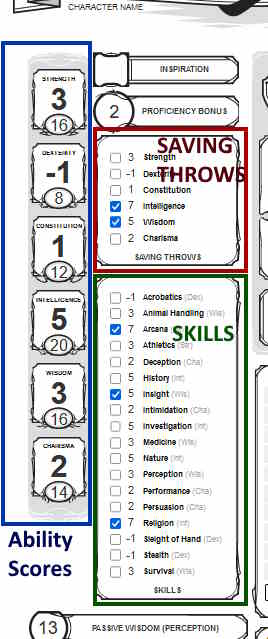 CHARACTER NAME
STRENGTH
3
16
DEXTERITY
-1
8
CONSTITUTION
1
12
INTELLIGENCE
5
20
WISDOM
3
16
CHARISMA
2
14
Ability
Scores
INSPIRATION
2 PROFICIENCY BONUS
SAVING
THROWS
3 Strength
-1 Dexterity
1 Constitution
7 Intelligence
5 Wisdom
2 Charisma
SAVING THROWS
SKILLS
-1 Acrobatics (Dex)
3 Animal Handling (Wis)
7 Arcana
3 Athletics (Str)
2 Deception (Cha)
5 History (Int)
5 Insight (Wis)
2 Intimidation (Cha)
5 Investigation (Int)
3 Medicine (Wis)
5 Nature (Int)
3 Perception (Wis)
2 Performance (Cha)
2 Persuasion (Cha)
7 Religion (Int)
-1 Sleight of Hand (Dex)
-1 Stealth (Dex)
3 Survival (Wis)
SKILLS
13 PASSIVE WISDOM (PERCEPTION)